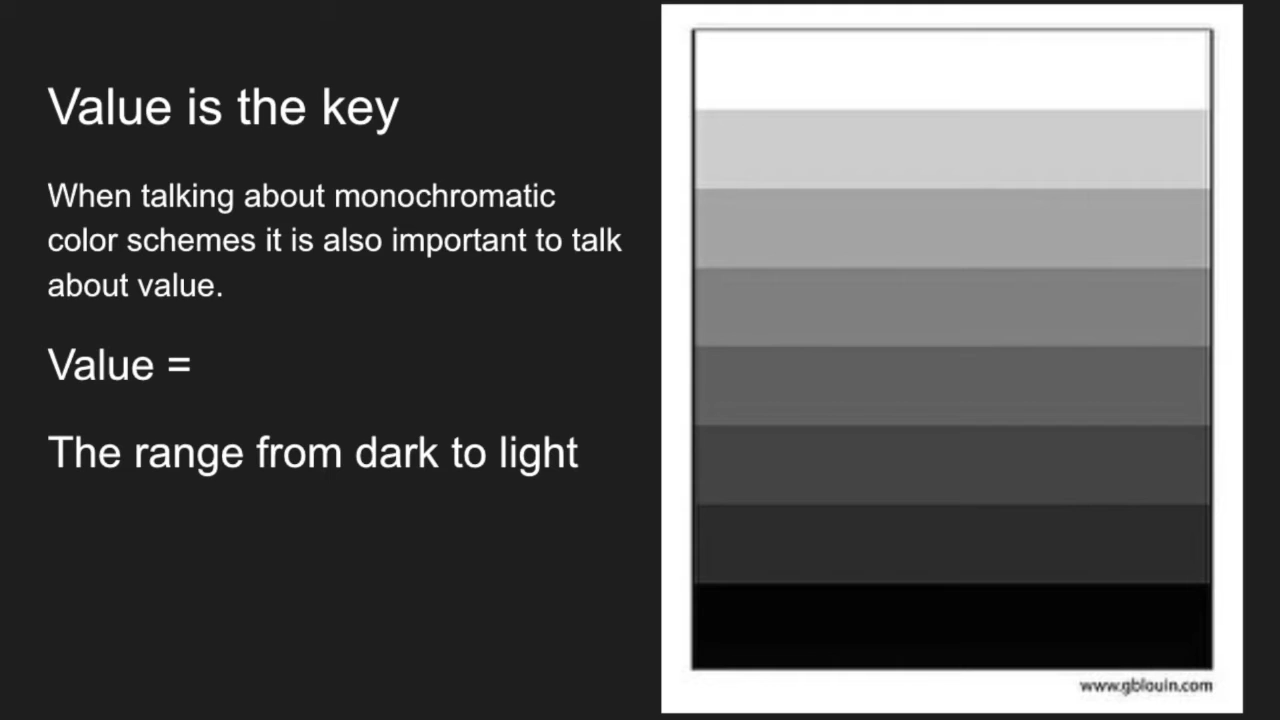 Value is the key
When talking about monochromatic
color schemes it is also important to talk
about value.
Value =
The range from dark to light
www.gblouin.com